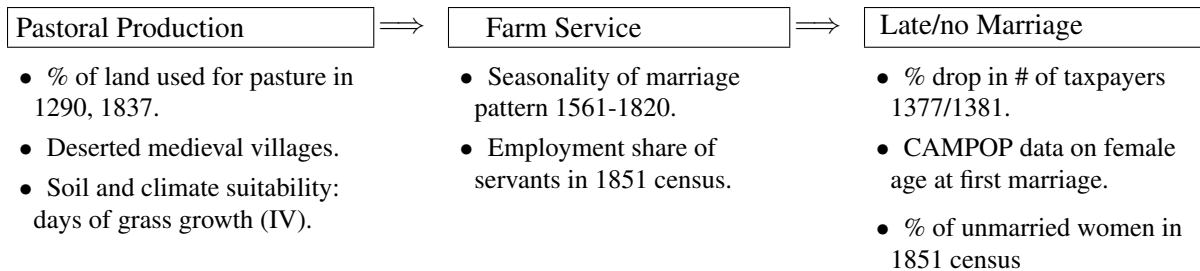 Pastoral Production
⟹
Farm Service
⟹
Late/no Marriage
• % of land used for pasture in
1290, 1837.
• Deserted medieval villages.
• Soil and climate suitability:
days of grass growth (IV).
• Seasonality of marriage
pattern 1561-1820.
• Employment share of
servants in 1851 census.
• % drop in # of taxpayers
1377/1381.
• CAMPOP data on female
age at first marriage.
• % of unmarried women in
1851 census